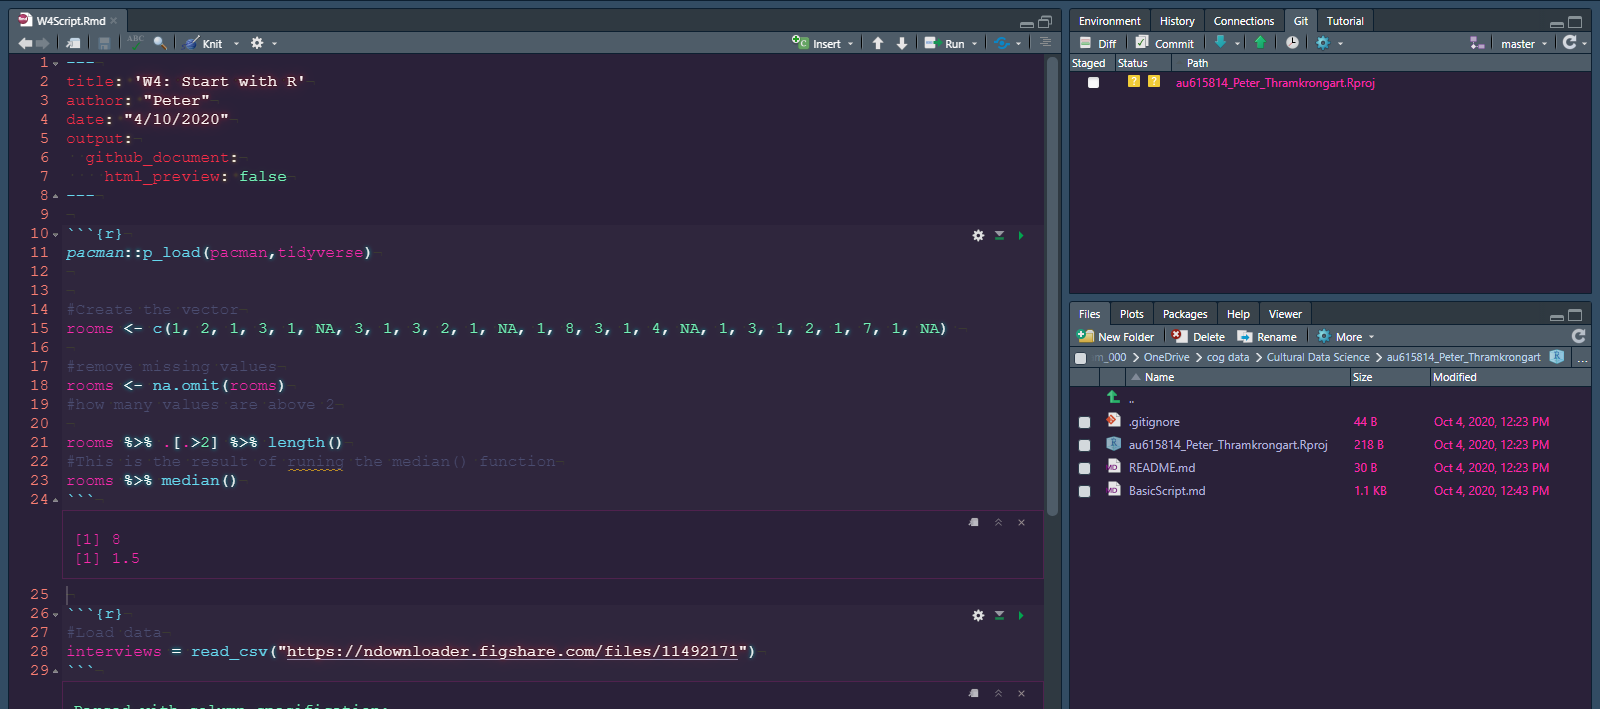 W4Script.Rmd
ABC
Knit
Insert
Run
1 ---
2 title: 'W4: Start with R'
3 author: "Peter"
4 date: "4/10/2020"
5 output:
6 github_document:
7 html_preview: false
8 ---
9
10 ```{r}
11 pacman::p_load(pacman,tidyverse)
12
13
14 #Create the vector
15 rooms <- c(1, 2, 1, 3, 1, NA, 3, 1, 3, 2, 1, NA, 1, 8, 3, 1, 4, NA, 1, 3, 1, 2, 1, 7, 1, NA)
16
17 #remove missing values
18 rooms <- na.omit(rooms)
19 #how many values are above 2
20
21 rooms %>% .[.>2] %>% length()
22 #This is the result of runing the median() function
23 rooms %>% median()
24 ```
[1] 8
[1] 1.5
25
26 ```{r}
27 #Load data
28 interviews = read_csv("https://ndownloader.figshare.com/files/11492171")
29 ```
Parsed with column specification:
Environment History Connections Git Tutorial
Diff Commit master
Staged Status Path
? ? au615814_Peter_Thramkrongart.Rproj
Files Plots Packages Help Viewer
New Folder Delete Rename More
m_000 > OneDrive > cog data > Cultural Data Science > au615814_Peter_Thramkrongart R ...
Name Size Modified
..
.gitignore 44 B Oct 4, 2020, 12:23 PM
au615814_Peter_Thramkrongart.Rproj 218 B Oct 4, 2020, 12:23 PM
README.md 30 B Oct 4, 2020, 12:23 PM
BasicScript.md 1.1 KB Oct 4, 2020, 12:43 PM